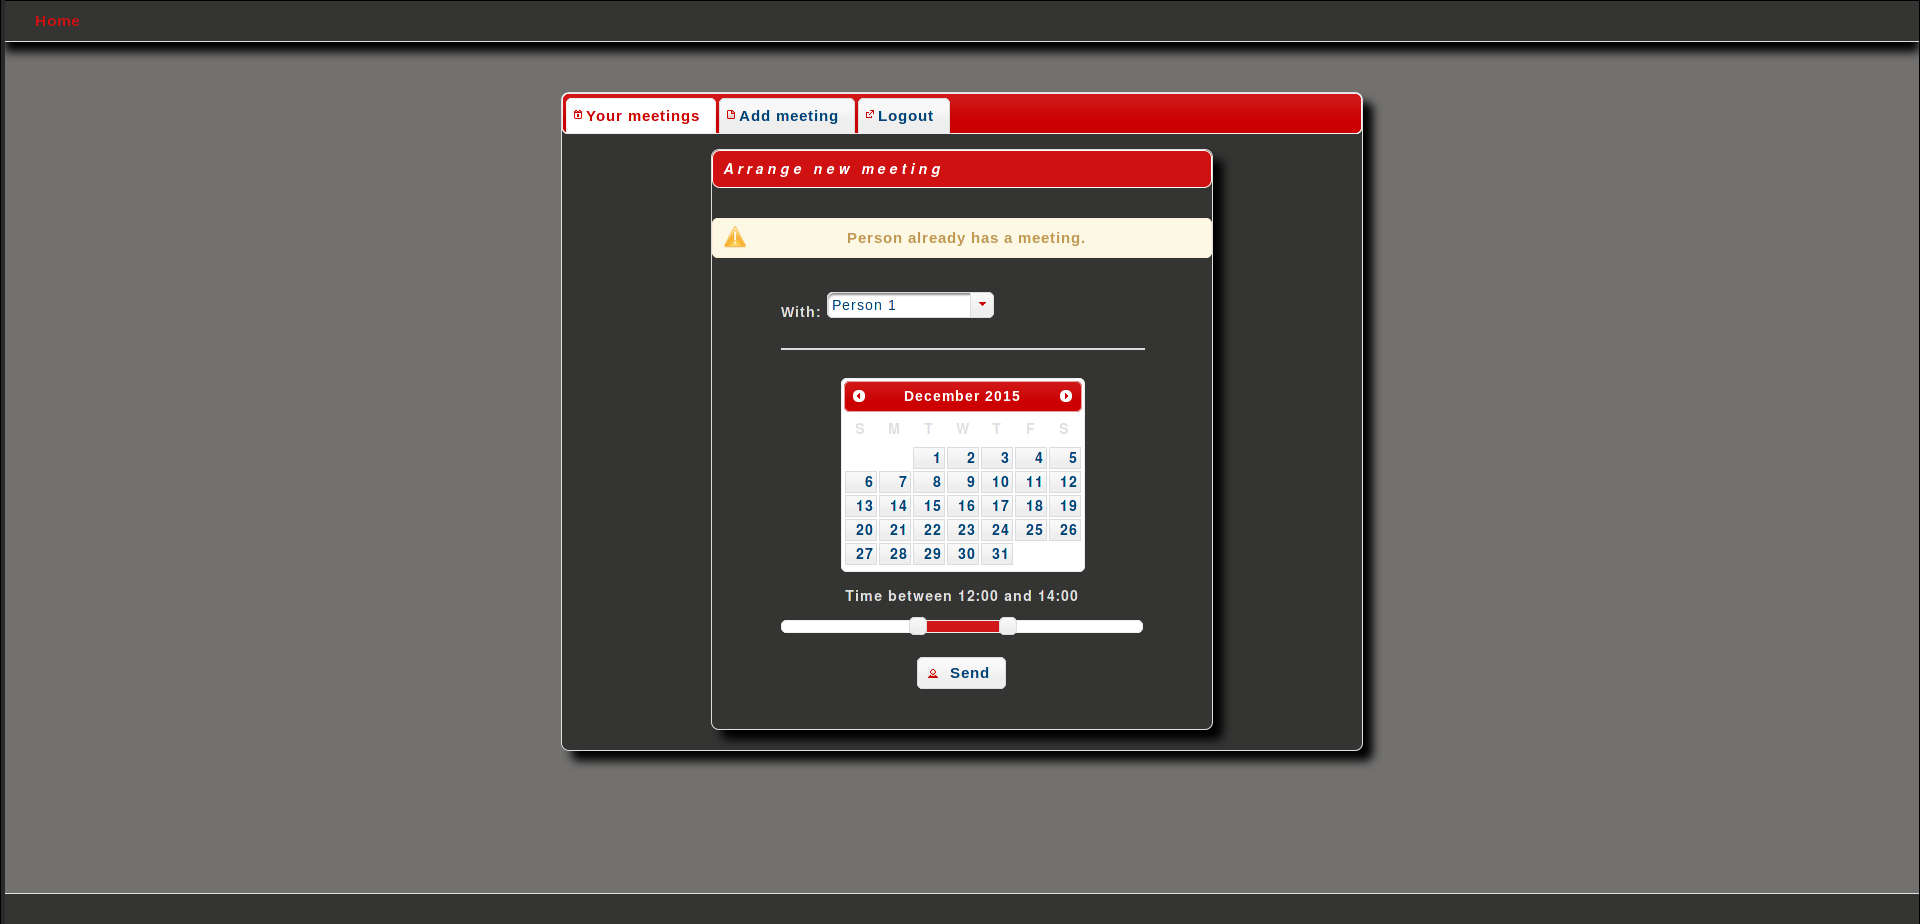 Home
Your meetings Add meeting Logout
Arrange new meeting
Person already has a meeting.
With: Person 1
December 2015
S M T W T F S
1 2 3 4 5
6 7 8 9 10 11 12
13 14 15 16 17 18 19
20 21 22 23 24 25 26
27 28 29 30 31
Time between 12:00 and 14:00
Send